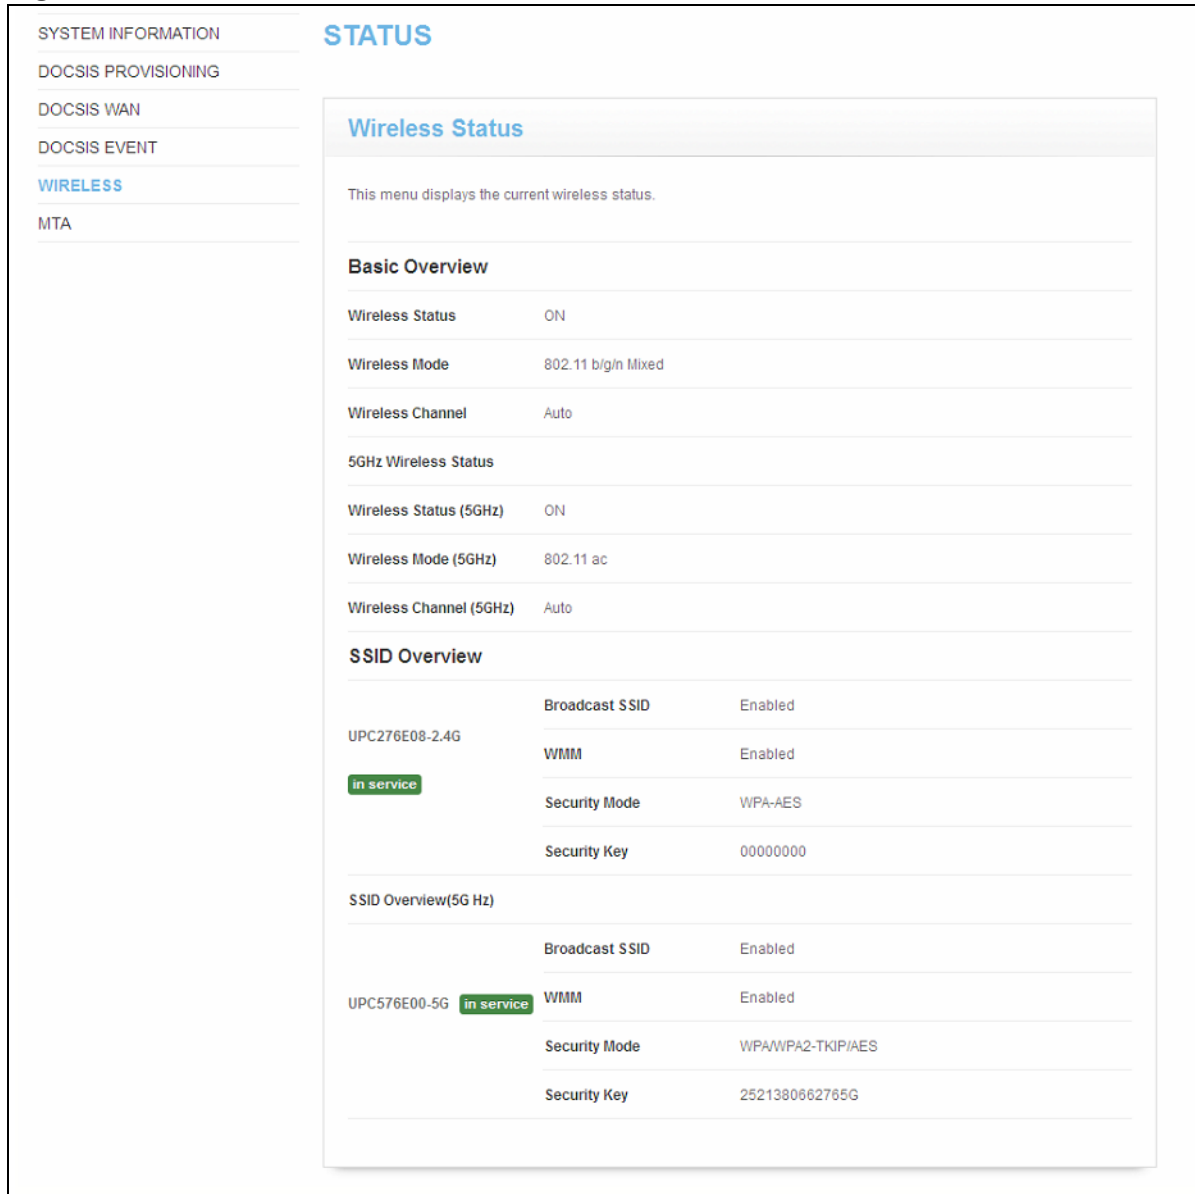 SYSTEM INFORMATION
DOCSIS PROVISIONING
DOCSIS WAN
DOCSIS EVENT
WIRELESS
MTA
STATUS
Wireless Status
This menu displays the current wireless status.
Basic Overview
Wireless Status ON
Wireless Mode 802.11 b/g/n Mixed
Wireless Channel Auto
5GHz Wireless Status
Wireless Status (5GHz) ON
Wireless Mode (5GHz) 802.11 ac
Wireless Channel (5GHz) Auto
SSID Overview
UPC276E08-2.4G
in service
Broadcast SSID Enabled
WMM Enabled
Security Mode WPA-AES
Security Key 00000000
SSID Overview(5G Hz)
UPC576E00-5G in service
Broadcast SSID Enabled
WMM Enabled
Security Mode WPA/WPA2-TKIP/AES
Security Key 2521380662765G